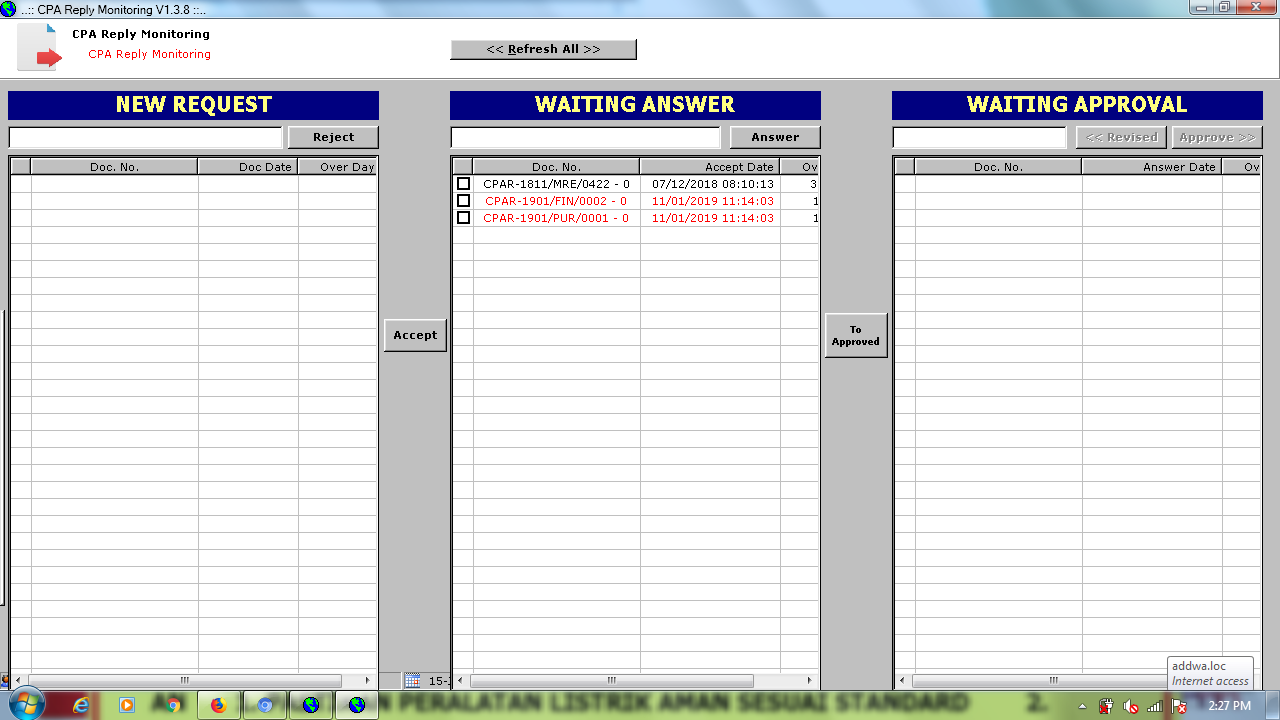 ..:: CPA Reply Monitoring V1.3.8 ::..
CPA Reply Monitoring
CPA Reply Monitoring
<< Refresh All >>
NEW REQUEST
Reject
Doc. No. Doc Date Over Day
Accept
WAITING ANSWER
Answer
Doc. No. Accept Date Ov
CPAR-1811/MRE/0422 - 0 07/12/2018 08:10:13 3
CPAR-1901/FIN/0002 - 0 11/01/2019 11:14:03 1
CPAR-1901/PUR/0001 - 0 11/01/2019 11:14:03 1
To
Approved
WAITING APPROVAL
<< Revised Approve >>
Doc. No. Answer Date Ov
15-
addwa.loc
Internet access
2:27 PM